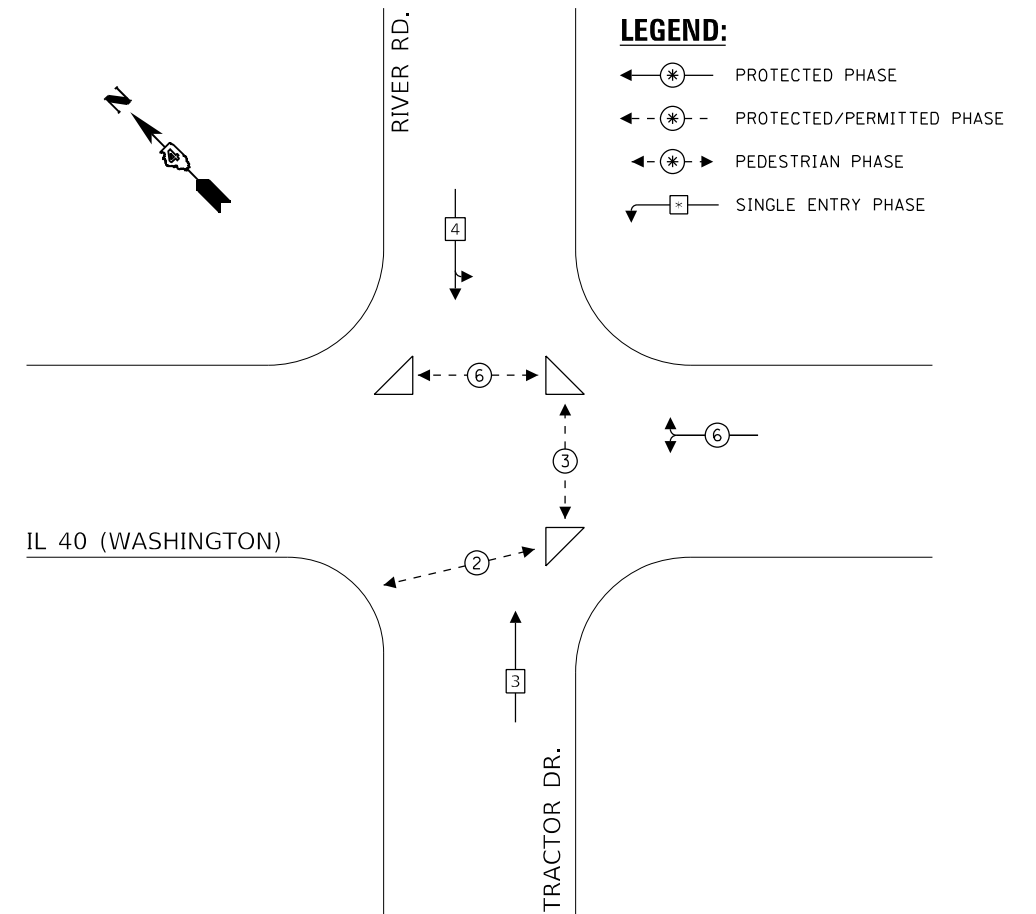 RIVER RD.
LEGEND:
* PROTECTED PHASE
* PROTECTED/PERMITTED PHASE
* PEDESTRIAN PHASE
* SINGLE ENTRY PHASE
N
4
4
6
6
3
IL 40 (WASHINGTON)
2
3
TRACTOR DR.